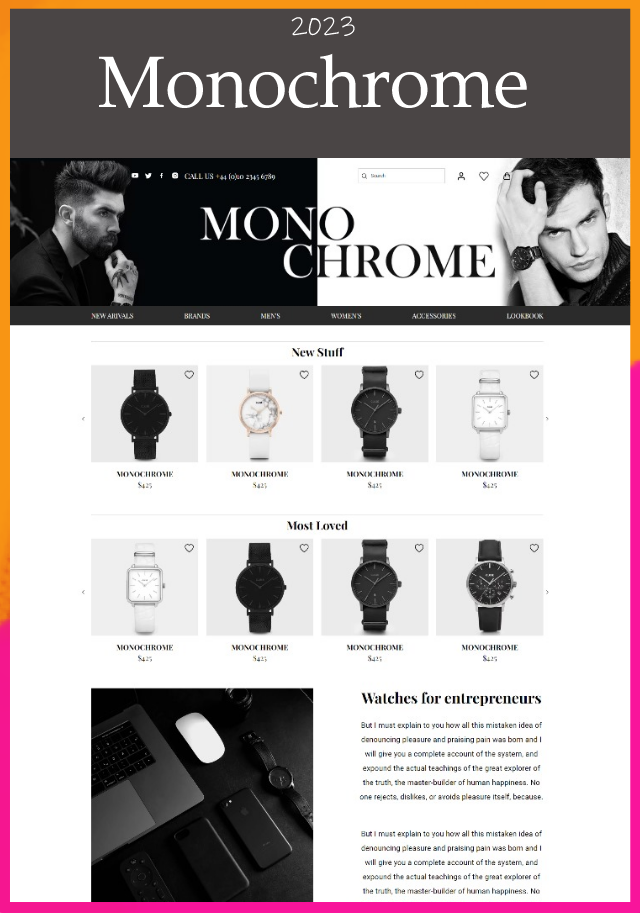 2023
Monochrome
CALL US +44 (0)20 2345 6789
Search
MONO
CHROME
NEW ARIVALS BRANDS MEN'S WOMEN'S ACCESSORIES LOOKBOOK
New Stuff
MONOCHROME MONOCHROME MONOCHROME MONOCHROME
$425 $425 $425 $425
Most Loved
MONOCHROME MONOCHROME MONOCHROME MONOCHROME
$425 $425 $425 $425
Watches for entrepreneurs
But I must explain to you how all this mistaken idea of
denouncing pleasure and praising pain was born and I
will give you a complete account of the system, and
expound the actual teachings of the great explorer of
the truth, the master-builder of human happiness. No
one rejects, dislikes, or avoids pleasure itself, because.
But I must explain to you how all this mistaken idea of
denouncing pleasure and praising pain was born and I
will give you a complete account of the system, and
expound the actual teachings of the great explorer of
the truth, the master-builder of human happiness. No